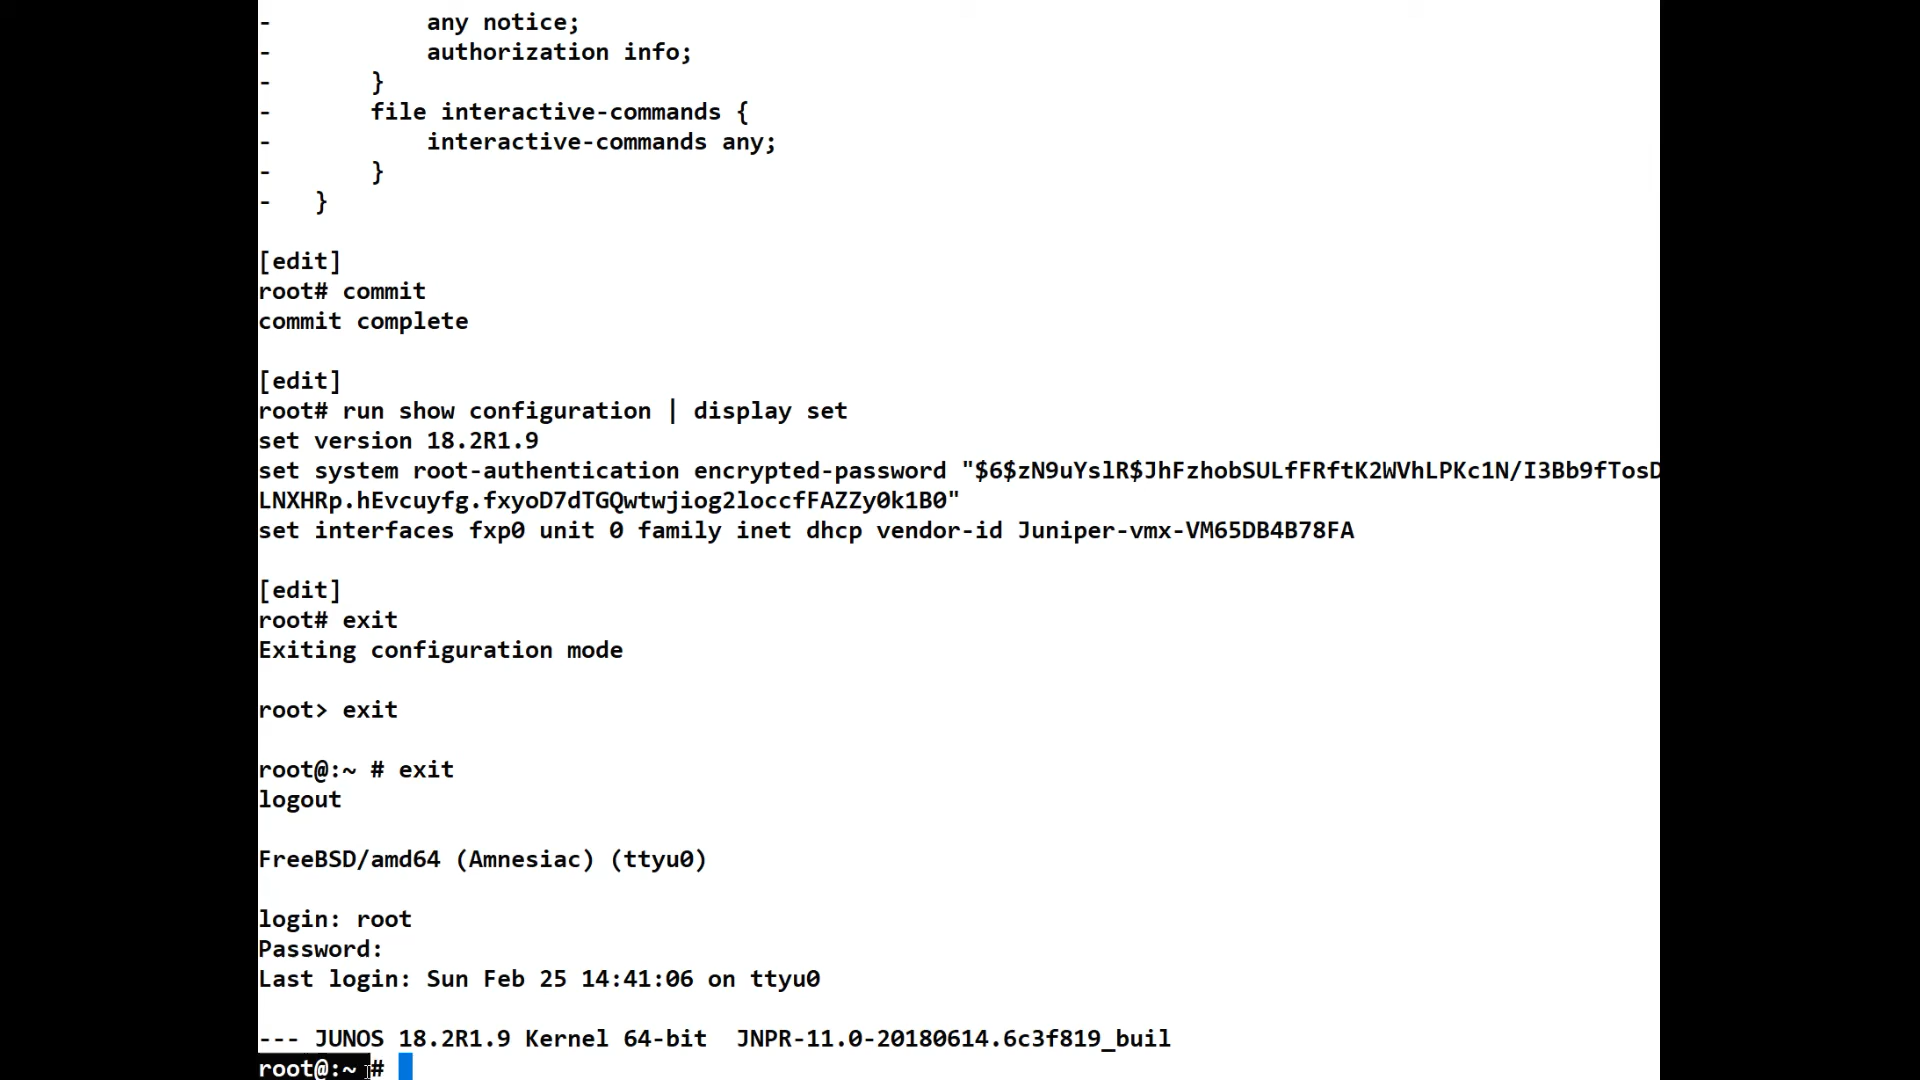 -           any notice;
-           authorization info;
-       }
-       file interactive-commands {
-           interactive-commands any;
-       }
-   }
[edit]
root# commit
commit complete
[edit]
root# run show configuration | display set
set version 18.2R1.9
set system root-authentication encrypted-password "$6$zN9uYslR$JhFzhobSULfFRftK2WVhLPKc1N/I3Bb9fTosD
LNXHRp.hEvcuyfg.fxyoD7dTGQwtwjiog2loccfFAZZy0k1B0"
set interfaces fxp0 unit 0 family inet dhcp vendor-id Juniper-vmx-VM65DB4B78FA
[edit]
root# exit
Exiting configuration mode
root> exit
root@:~ # exit
logout
FreeBSD/amd64 (Amnesiac) (ttyu0)
login: root
Password:
Last login: Sun Feb 25 14:41:06 on ttyu0
--- JUNOS 18.2R1.9 Kernel 64-bit  JNPR-11.0-20180614.6c3f819_buil
root@:~ #